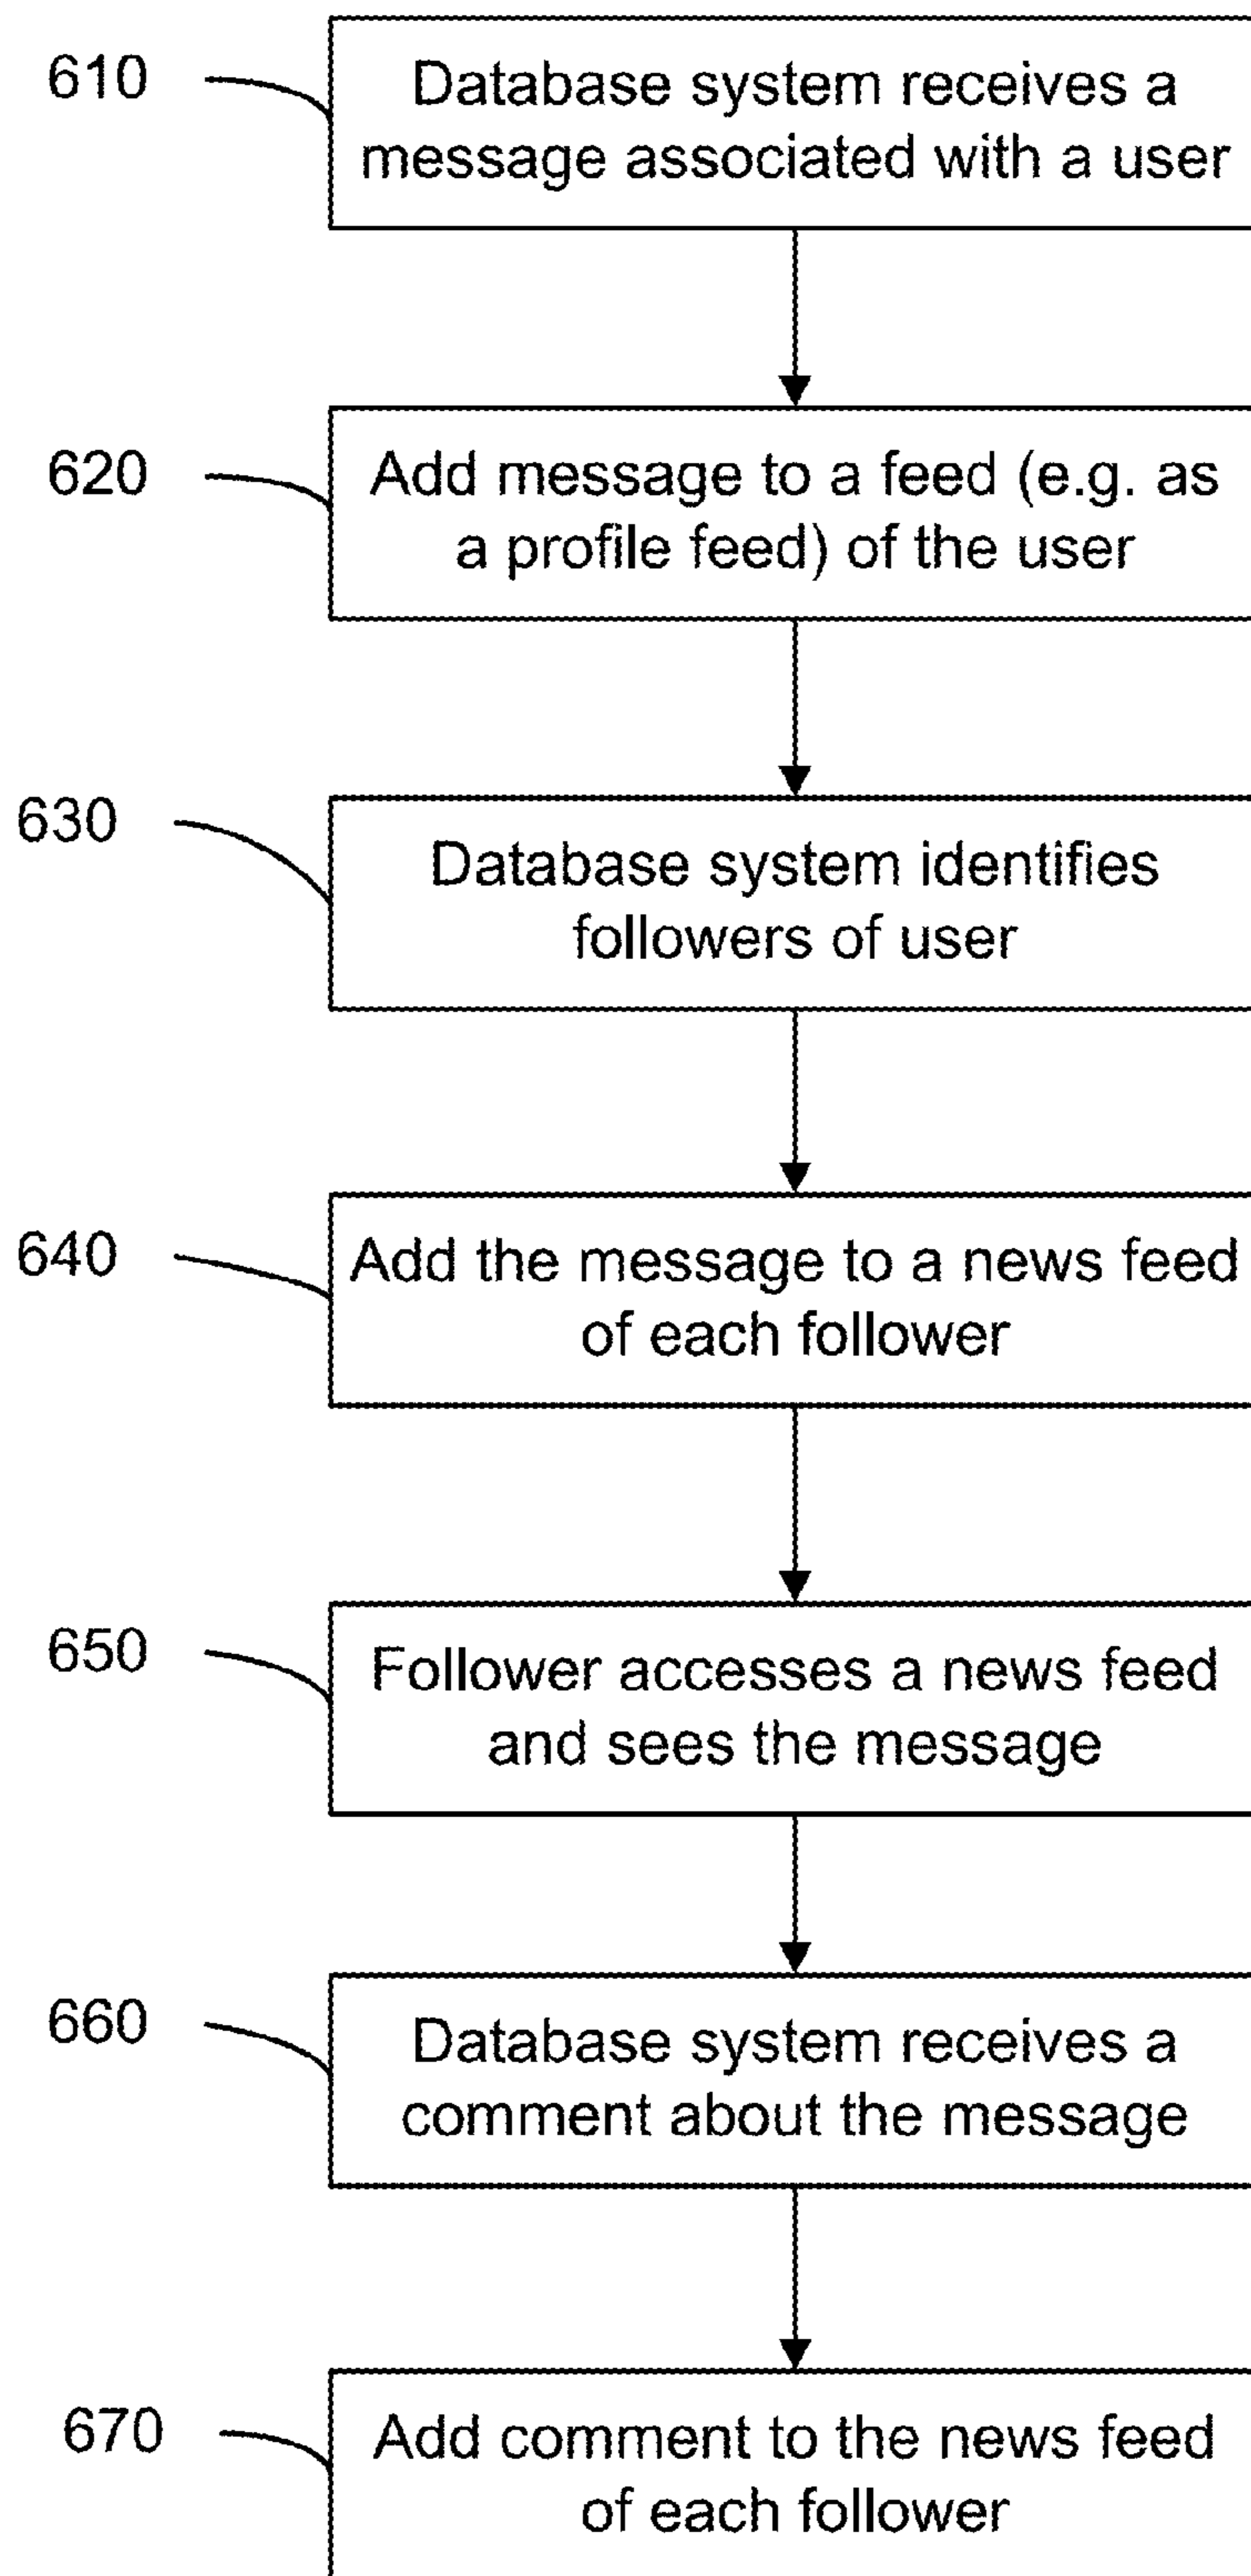 610
Database system receives a
message associated with a user
620
Add message to a feed (e.g. as
a profile feed) of the user
630
Database system identifies
followers of user
640
Add the message to a news feed
of each follower
650
Follower accesses a news feed
and sees the message
660
Database system receives a
comment about the message
670
Add comment to the news feed
of each follower